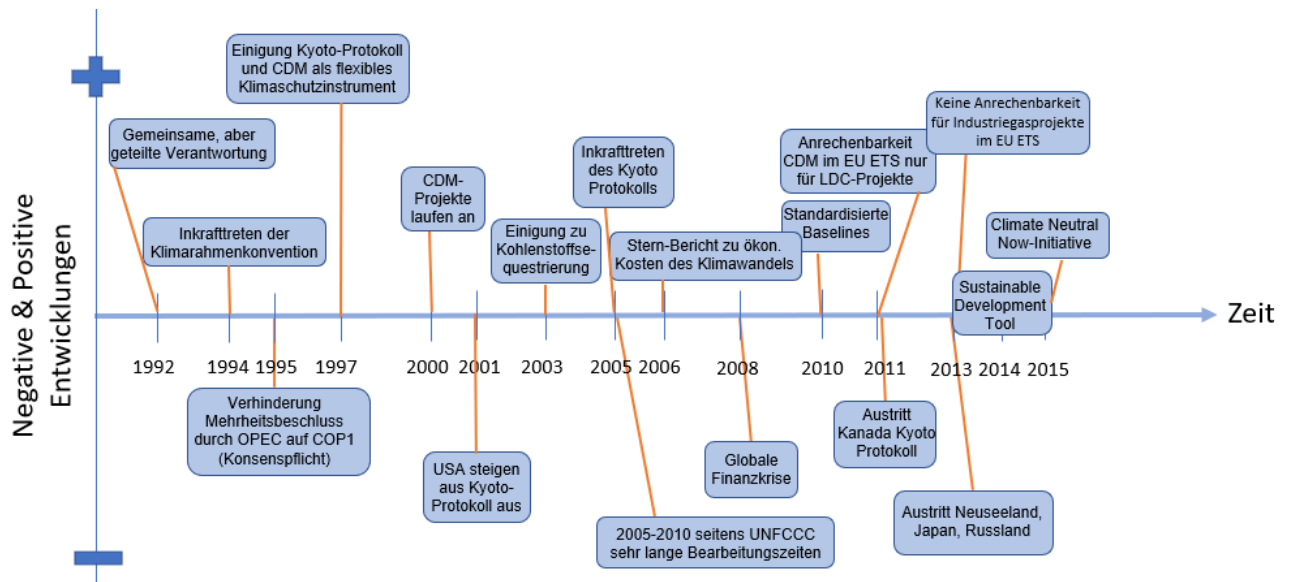 Negative & Positive
Entwicklungen
Einigung Kyoto-Protokoll
und CDM als flexibles
Klimaschutzinstrument
Gemeinsame, aber
geteilte Verantwortung
Inkrafttreten der
Klimarahmenkonvention
CDM-
Projekte
laufen an
Einigung zu
Kohlenstoffse-
questrierung
Inkrafttreten
des Kyoto
Protokolls
Stern-Bericht zu ökon.
Kosten des Klimawandels
Anrechenbarkeit
CDM im EU ETS nur
für LDC-Projekte
Standardisierte
Baselines
Keine Anrechenbarkeit
für Industriegasprojekte
im EU ETS
Climate Neutral
Now-Initiative
Sustainable
Development
Tool
Zeit
1992
1994
1995
1997
2000
2001
2003
2005
2006
2008
2010
2011
2013
2014
2015
Verhinderung
Mehrheitsbeschluss
durch OPEC auf COP1
(Konsenspflicht)
USA steigen
aus Kyoto-
Protokoll aus
2005-2010 seitens UNFCCC
sehr lange Bearbeitungszeiten
Globale
Finanzkrise
Austritt
Kanada Kyoto
Protokoll
Austritt Neuseeland,
Japan, Russland